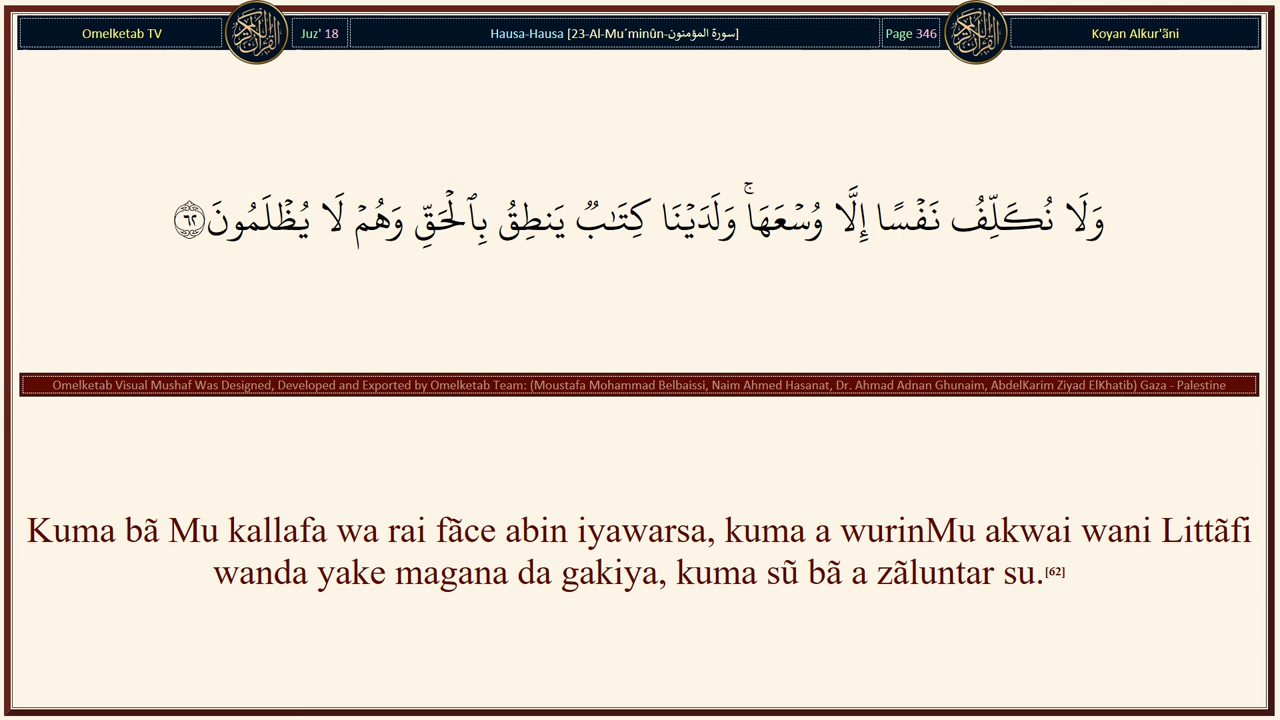 Omelketab TV
Juz' 18
Hausa-Hausa [23-Al-Mu´minûn-سورة المؤمنون]
Page 346
Koyan Alkur'ãni
وَلَا نُكَلِّفُ نَفۡسًا إِلَّا وُسۡعَهَاۚ وَلَدَيۡنَا كِتَٰبٞ يَنطِقُ بِٱلۡحَقِّ وَهُمۡ لَا يُظۡلَمُونَ ٦٢
Omelketab Visual Mushaf Was Designed, Developed and Exported by Omelketab Team: (Moustafa Mohammad Belbaissi, Naim Ahmed Hasanat, Dr. Ahmad Adnan Ghunaim, AbdelKarim Ziyad ElKhatib) Gaza - Palestine
Kuma bã Mu kallafa wa rai fãce abin iyawarsa, kuma a wurinMu akwai wani Littãfi
wanda yake magana da gakiya, kuma sũ bã a zãluntar su.[62]